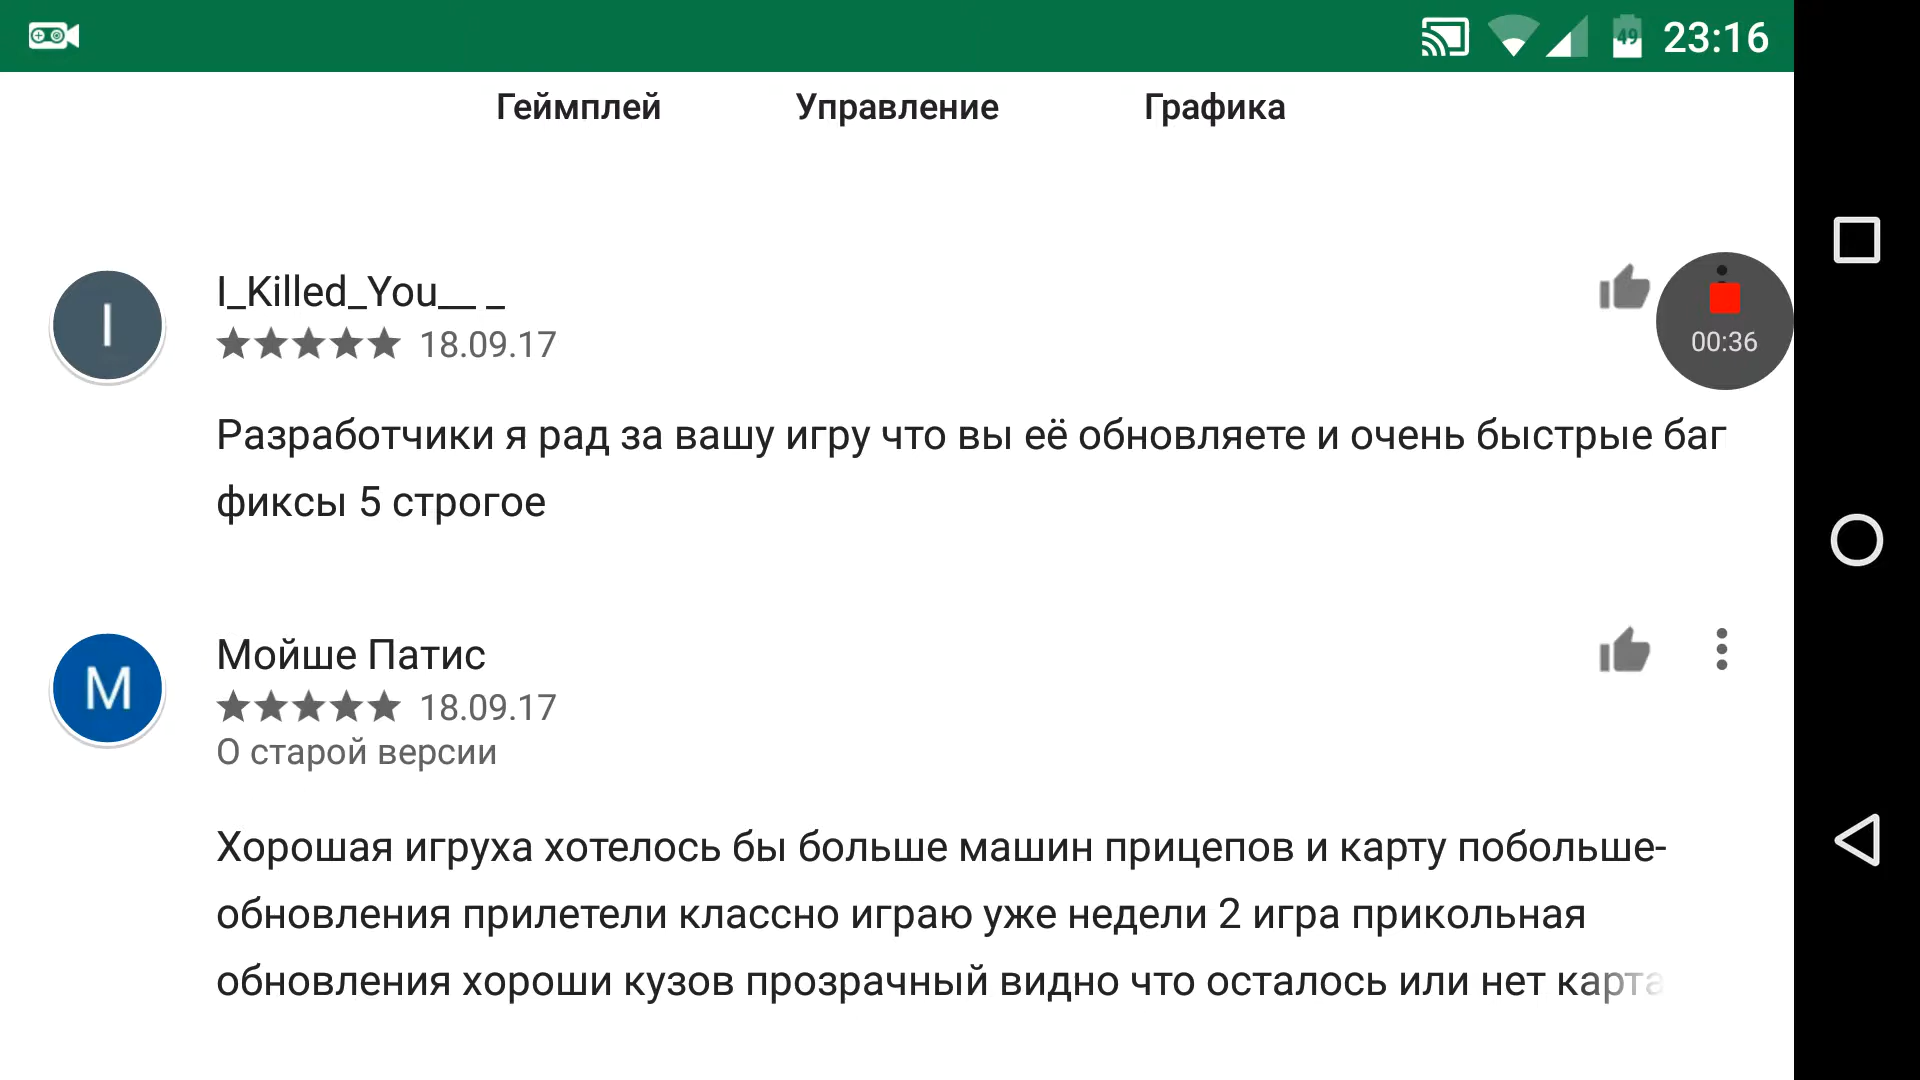 49 23:16
Геймплей Управление Графика
I
I_Killed_You__ _
18.09.17
00:36
Разработчики я рад за вашу игру что вы её обновляете и очень быстрые баг
фиксы 5 строгое
М
Мойше Патис
18.09.17
О старой версии
Хорошая игруха хотелось бы больше машин прицепов и карту побольше-
обновления прилетели классно играю уже недели 2 игра прикольная
обновления хороши кузов прозрачный видно что осталось или нет карта